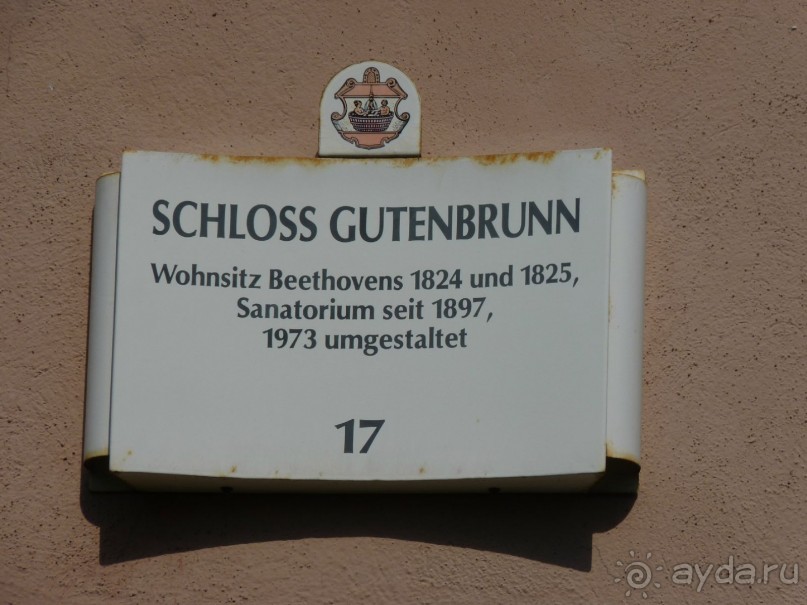 SCHLOSS GUTENBRUNN
Wohnsitz Beethovens 1824 und 1825,
Sanatorium seit 1897,
1973 umgestaltet
17
ayda.ru